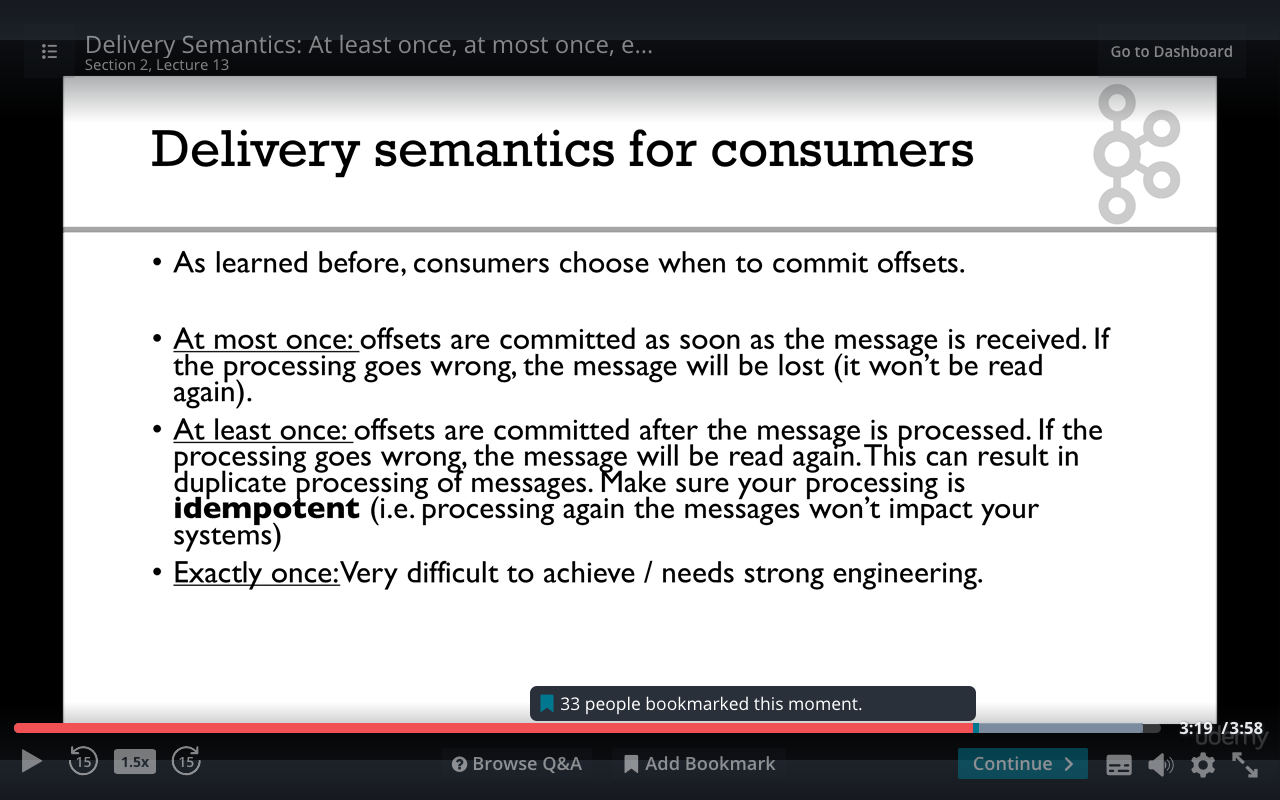 Delivery Semantics: At least once, at most once, e...
Section 2, Lecture 13
Go to Dashboard
Delivery semantics for consumers
• As learned before, consumers choose when to commit offsets.
• At most once: offsets are committed as soon as the message is received. If
the processing goes wrong, the message will be lost (it won’t be read
again).
• At least once: offsets are committed after the message is processed. If the
processing goes wrong, the message will be read again. This can result in
duplicate processing of messages. Make sure your processing is
idempotent (i.e. processing again the messages won’t impact your
systems)
• Exactly once: Very difficult to achieve / needs strong engineering.
33 people bookmarked this moment.
3:19 / 3:58
udemy
15
1.5x
15
Browse Q&A
Add Bookmark
Continue